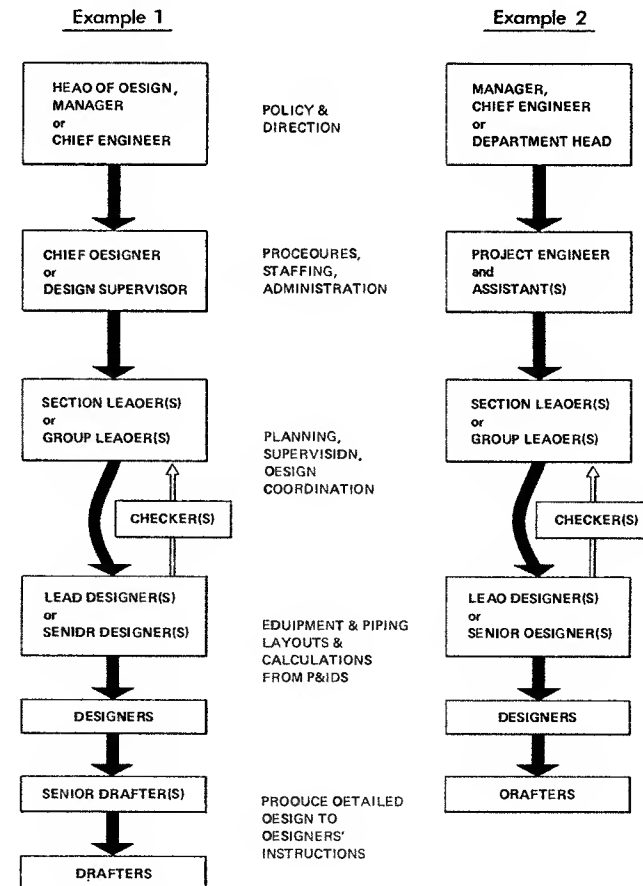 Example 1
HEAO OF OESIGN,
MANAGER
or
CHIEF ENGINEER
CHIEF OESIGNER
or
DESIGN SUPERVISOR
SECTION LEAOER(S)
or
GROUP LEAOER(S)
CHECKER(S)
LEAD DESIGNER(S)
or
SENIDR DESIGNER(S)
DESIGNERS
SENIOR DRAFTER(S)
DRAFTERS
POLICY &
DIRECTION
PROCEOURES,
STAFFING,
ADMINISTRATION
PLANNING,
SUPERVISIDN,
OESIGN
COORDINATION
EDUIPMENT & PIPING
LAYOUTS &
CALCULATIONS
FROM P&IDS
PROOUCE OETAILED
OESIGN TO
OESIGNERS'
INSTRUCTIONS
Example 2
MANAGER,
CHIEF ENGINEER
or
DEPARTMENT HEAD
PROJECT ENGINEER
and
ASSISTANT(S)
SECTION LEAOER(S)
or
GROUP LEAOER(S)
CHECKER(S)
LEAO DESIGNER(S)
or
SENIOR OESIGNER(S)
DESIGNERS
ORAFTERS